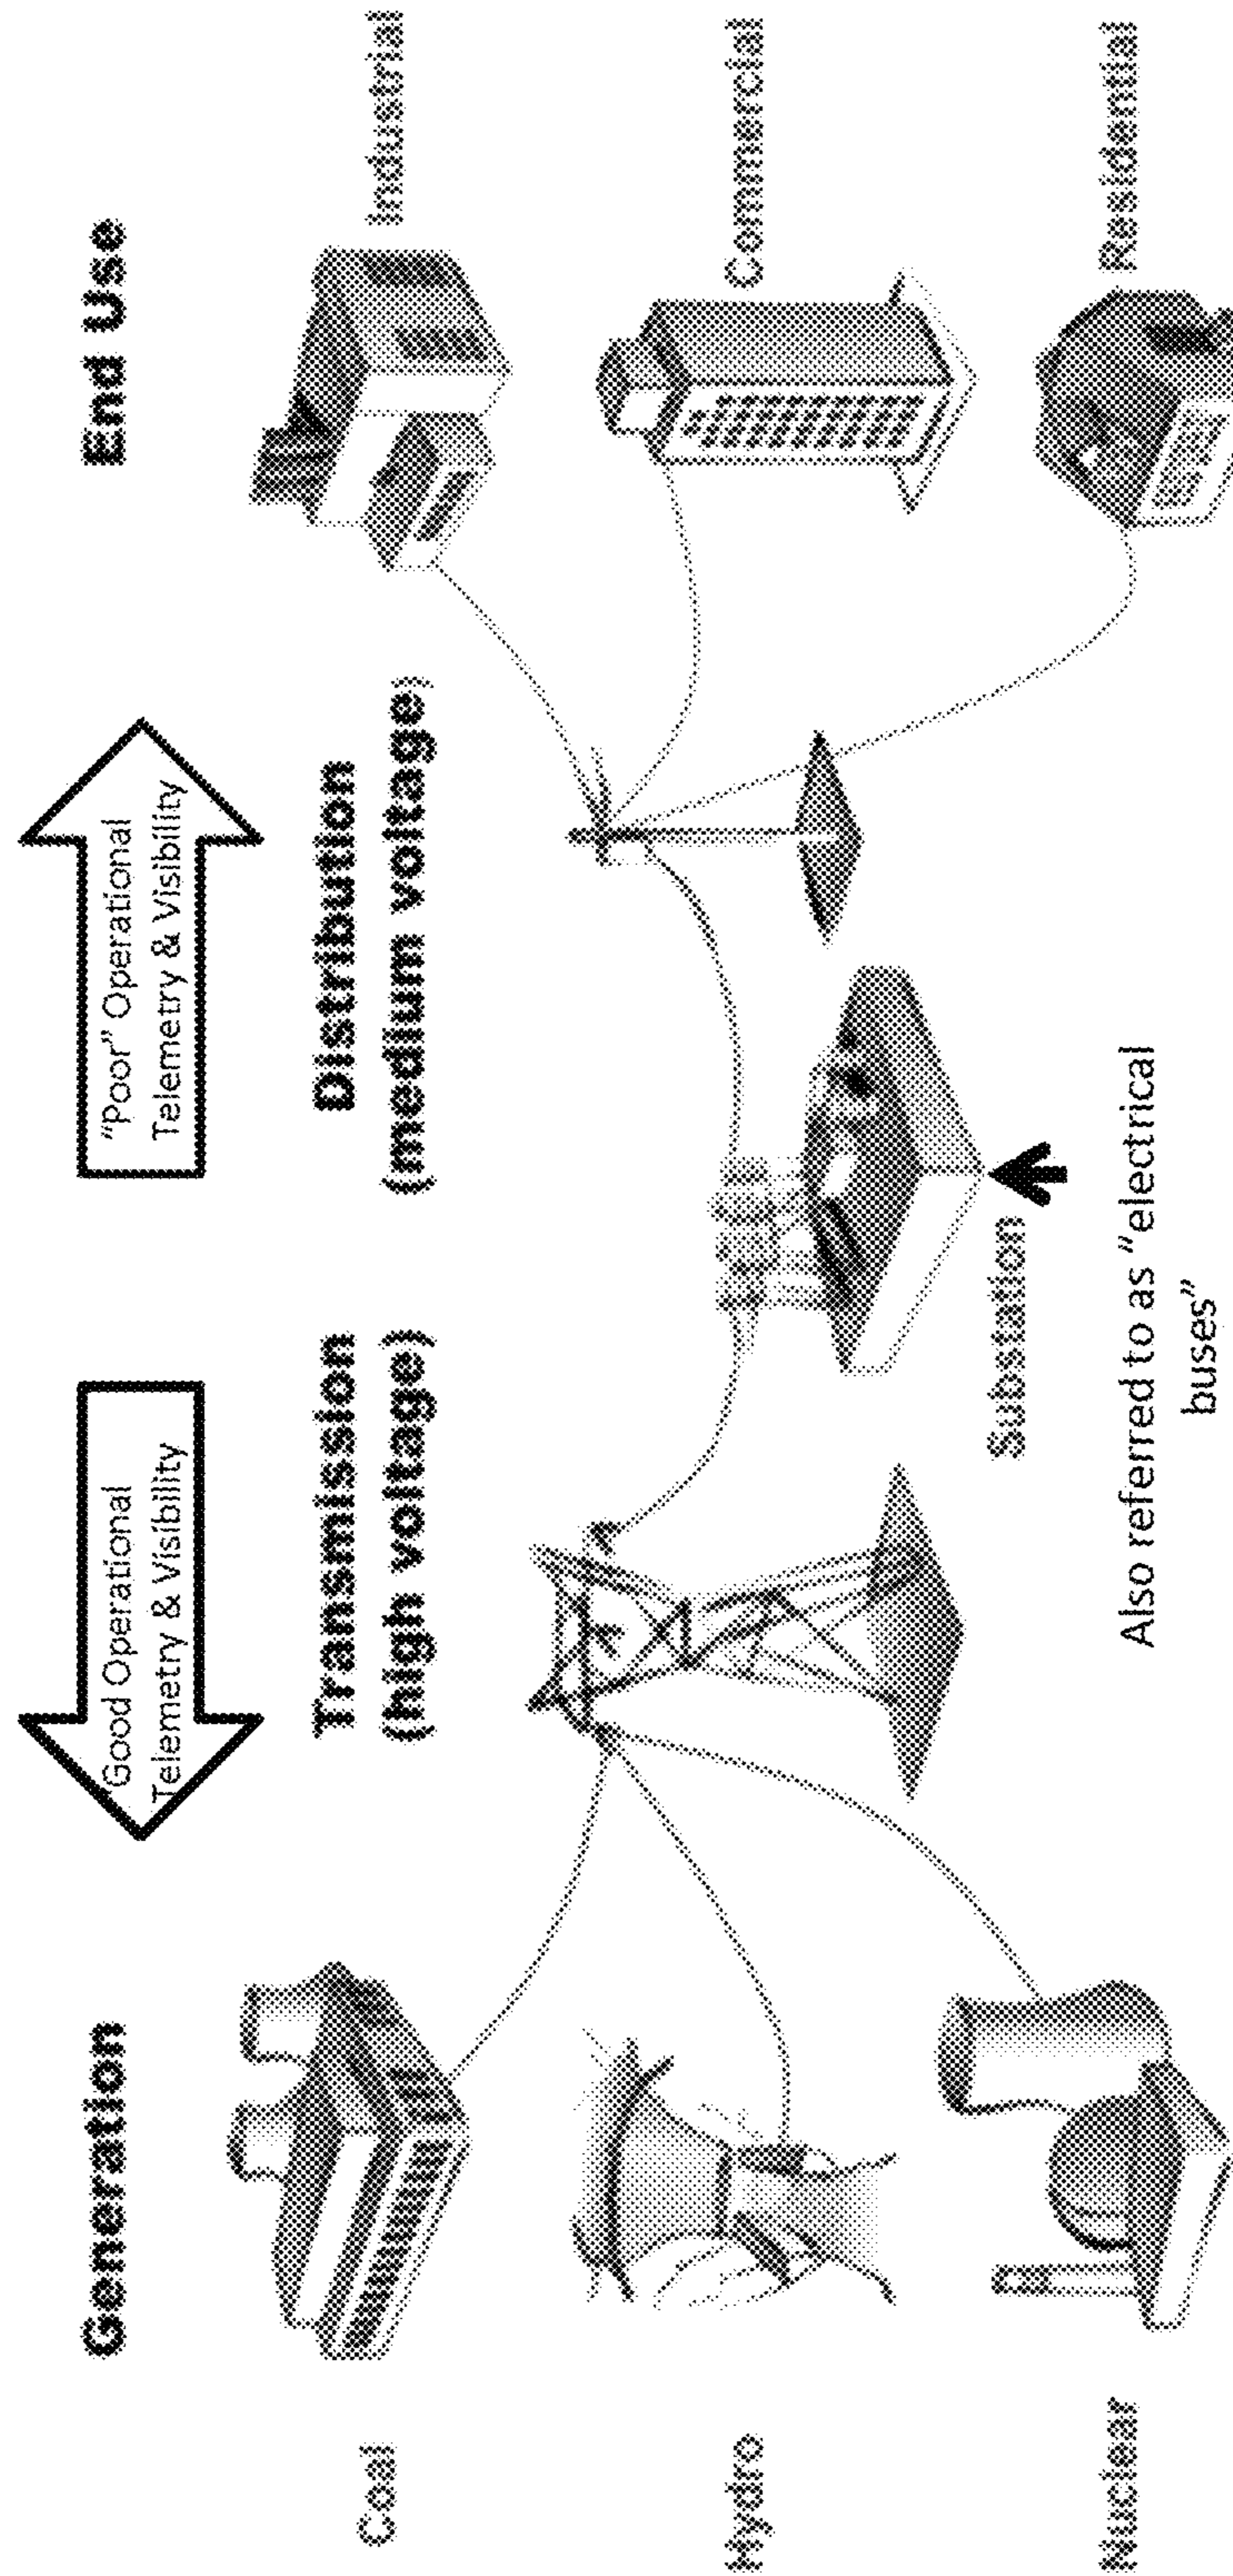 Generation
Good Operational
Telemetry & Visibility
"Poor" Operational
Telemetry & Visibility
End Use
Transmission
(high voltage)
Distribution
(medium voltage)
Coal
Hydro
Nuclear
Substation
Also referred to as "electrical
buses"
Industrial
Commercial
Residential